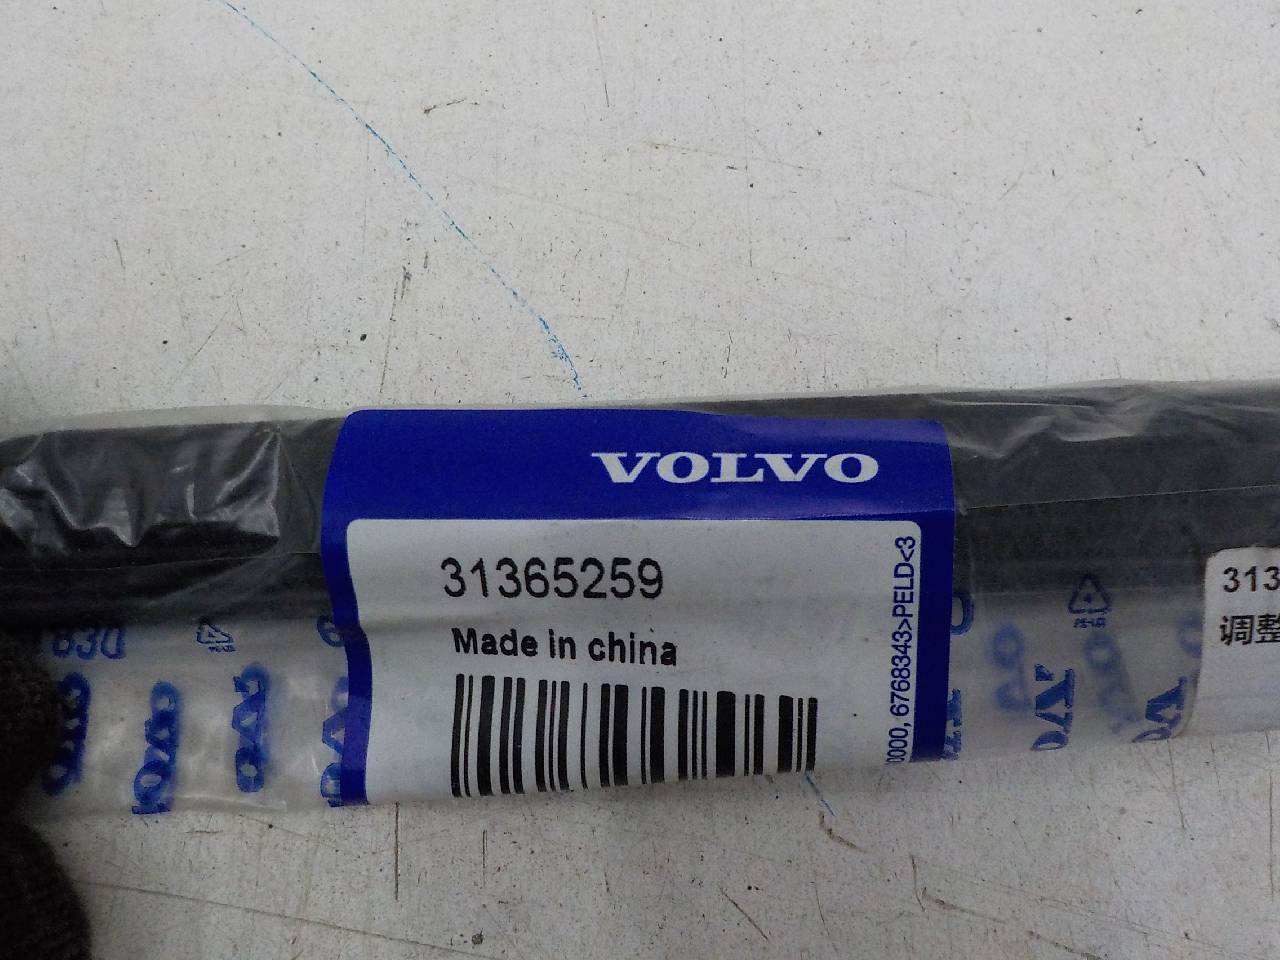 VOLVO
31365259
Made in china
0000, 6768343>PELD<3
313
调整